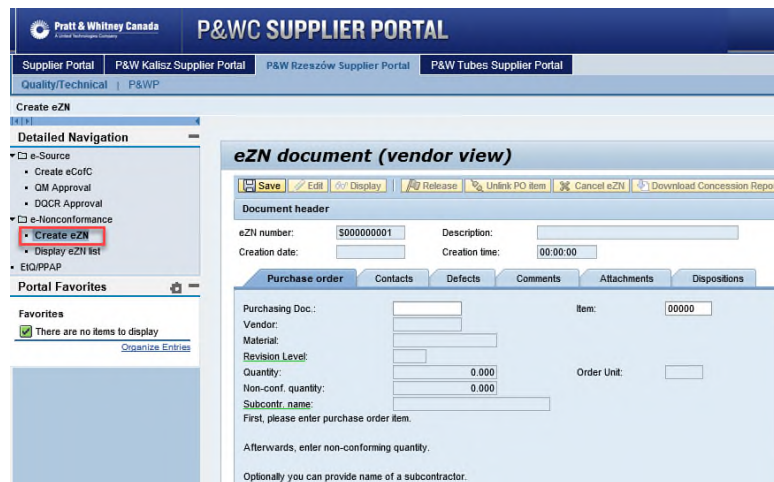 Pratt & Whitney Canada
A United Technologies Company
P&WC SUPPLIER PORTAL
Supplier Portal P&W Kalisz Supplier Portal P&W Rzeszów Supplier Portal P&W Tubes Supplier Portal
Quality/Technical | P&WP
Create eZN
Detailed Navigation
e-Source
Create eCofC
QM Approval
DQCR Approval
e-Nonconformance
Create eZN
Display eZN list
EIQ/PPAP
Portal Favorites
Favorites
There are no items to display
Organize Entries
eZN document (vendor view)
Save Edit Display Release Unlink PO item Cancel eZN Download Concession Repo
Document header
eZN number: S000000001 Description:
Creation date: Creation time: 00:00:00
Purchase order Contacts Defects Comments Attachments Dispositions
Purchasing Doc.: Item: 00000
Vendor:
Material:
Revision Level:
Quantity: 0.000 Order Unit:
Non-conf. quantity: 0.000
Subcontr. name:
First, please enter purchase order item.
Afterwards, enter non-conforming quantity.
Optionally you can provide name of a subcontractor.